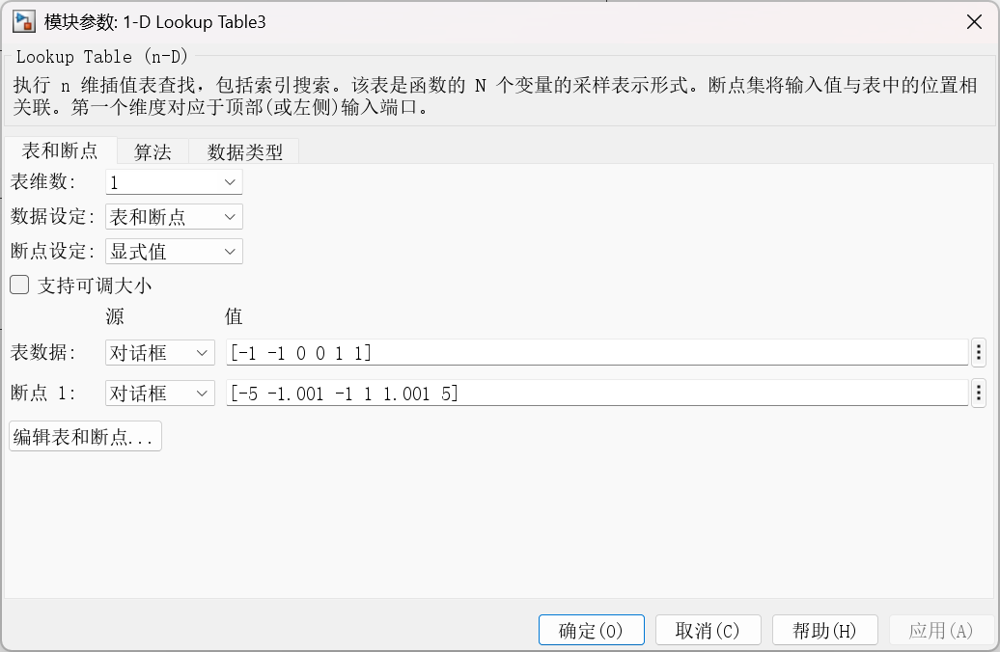 模块参数: 1-D Lookup Table3
Lookup Table (n-D)
执行 n 维插值表查找，包括索引搜索。该表是函数的 N 个变量的采样表示形式。断点集将输入值与表中的位置相
关联。第一个维度对应于顶部(或左侧)输入端口。
表和断点 算法 数据类型
表维数: 1
数据设定: 表和断点
断点设定: 显式值
支持可调大小
源 值
表数据: 对话框 [-1 -1 0 0 1 1]
断点 1: 对话框 [-5 -1.001 -1 1 1.001 5]
编辑表和断点...
确定(O) 取消(C) 帮助(H) 应用(A)